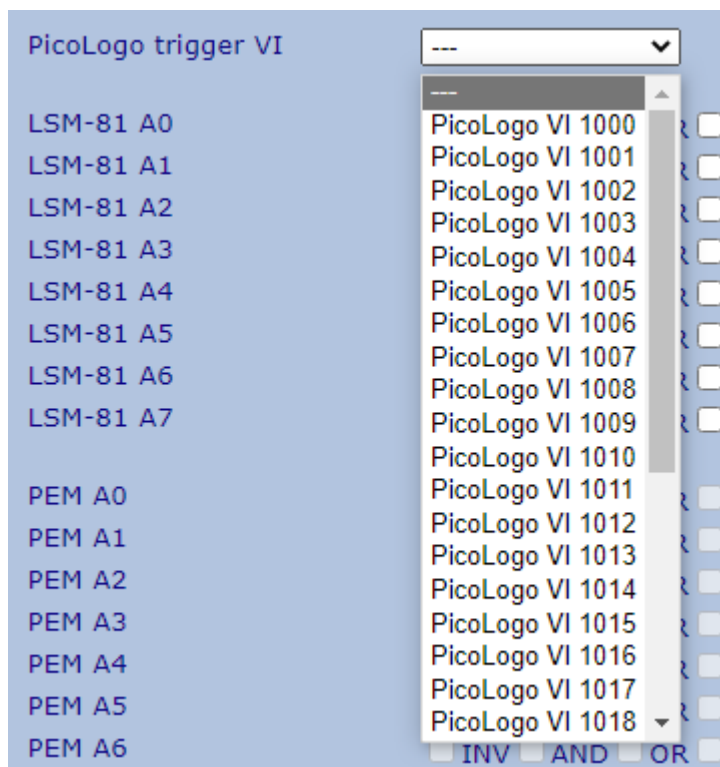 PicoLogo trigger VI
---
---
LSM-81 A0
PicoLogo VI 1000
LSM-81 A1
PicoLogo VI 1001
PicoLogo VI 1002
LSM-81 A2
PicoLogo VI 1003
LSM-81 A3
PicoLogo VI 1004
LSM-81 A4
PicoLogo VI 1005
LSM-81 A5
PicoLogo VI 1006
PicoLogo VI 1007
LSM-81 A6
PicoLogo VI 1008
LSM-81 A7
PicoLogo VI 1009
PicoLogo VI 1010
PEM A0
PicoLogo VI 1011
PicoLogo VI 1012
PEM A1
PicoLogo VI 1013
PEM A2
PicoLogo VI 1014
PEM A3
PicoLogo VI 1015
PEM A4
PicoLogo VI 1016
PicoLogo VI 1017
PEM A5
PicoLogo VI 1018
PEM A6
INV AND OR